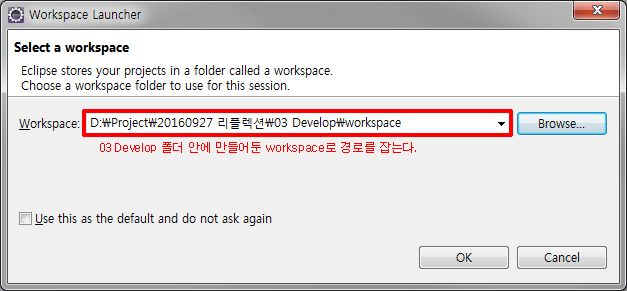 Workspace Launcher
Select a workspace
Eclipse stores your projects in a folder called a workspace.
Choose a workspace folder to use for this session.
Workspace: D:₩Project₩20160927 리플렉션₩03 Develop₩workspace Browse...
03 Develop 폴더 안에 만들어둔 workspace로 경로를 잡는다.
Use this as the default and do not ask again
OK Cancel